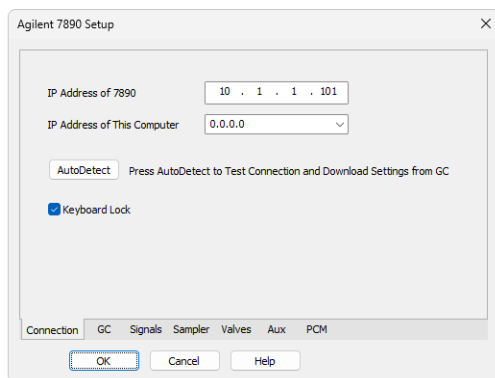 Agilent 7890 Setup
IP Address of 7890 10 . 1 . 1 . 101
IP Address of This Computer 0.0.0.0
AutoDetect Press AutoDetect to Test Connection and Download Settings from GC
Keyboard Lock
Connection GC Signals Sampler Valves Aux PCM
OK Cancel Help